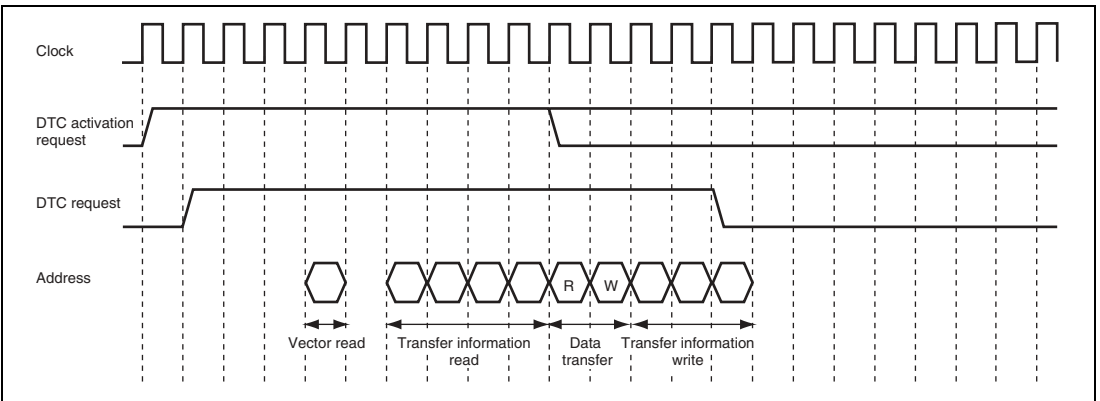 Clock
DTC activation
request
DTC request
Address
R W
Vector read
Transfer information
read
Data
transfer
Transfer information
write